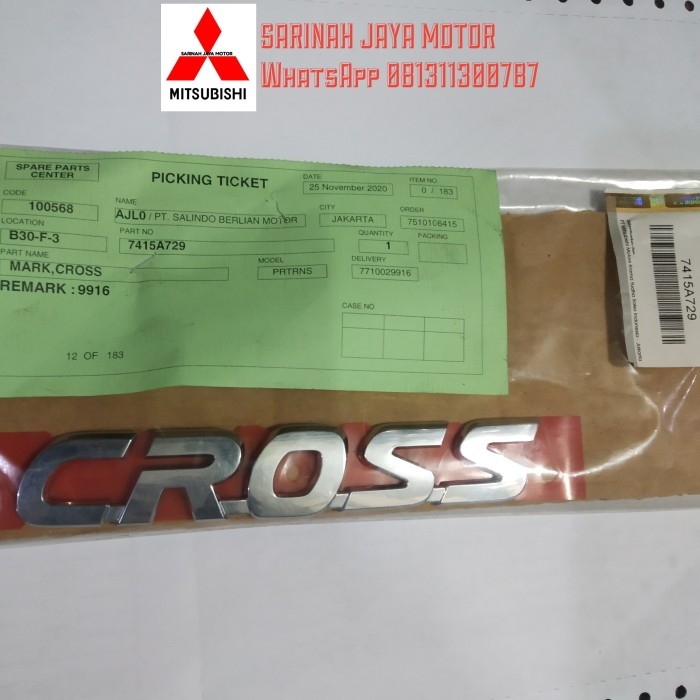 SARINAH JAYA MOTOR
MITSUBISHI
SARINAH JAYA MOTOR
WhatsApp 081311300787
SPARE PARTS CENTER
PICKING TICKET
DATE
25 November 2020
ITEM NO
0 / 183
CODE
100568
NAME
AJL0 / PT. SALINDO BERLIAN MOTOR
CITY
JAKARTA
ORDER
7510106415
LOCATION
B30-F-3
PART NO
7415A729
QUANTITY
1
PACKING
PART NAME
MARK,CROSS
MODEL
PRTRNS
DELIVERY
7710029916
REMARK : 9916
CASE NO
12 OF 183
7415A729
CROSS